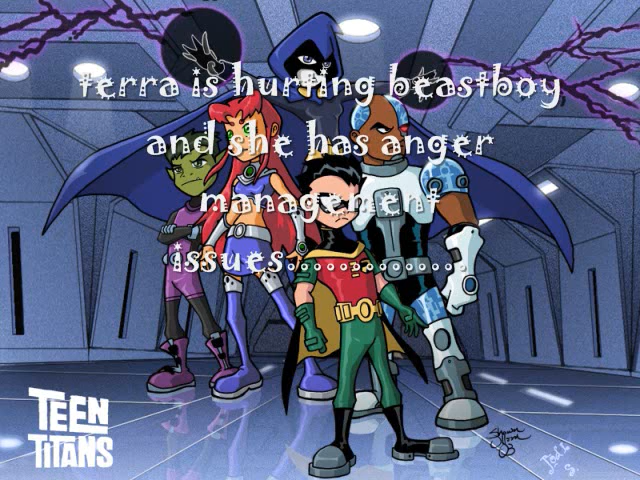 terra is hurting beastboy
and she has anger
management
issues..............
TEEN
TITANS